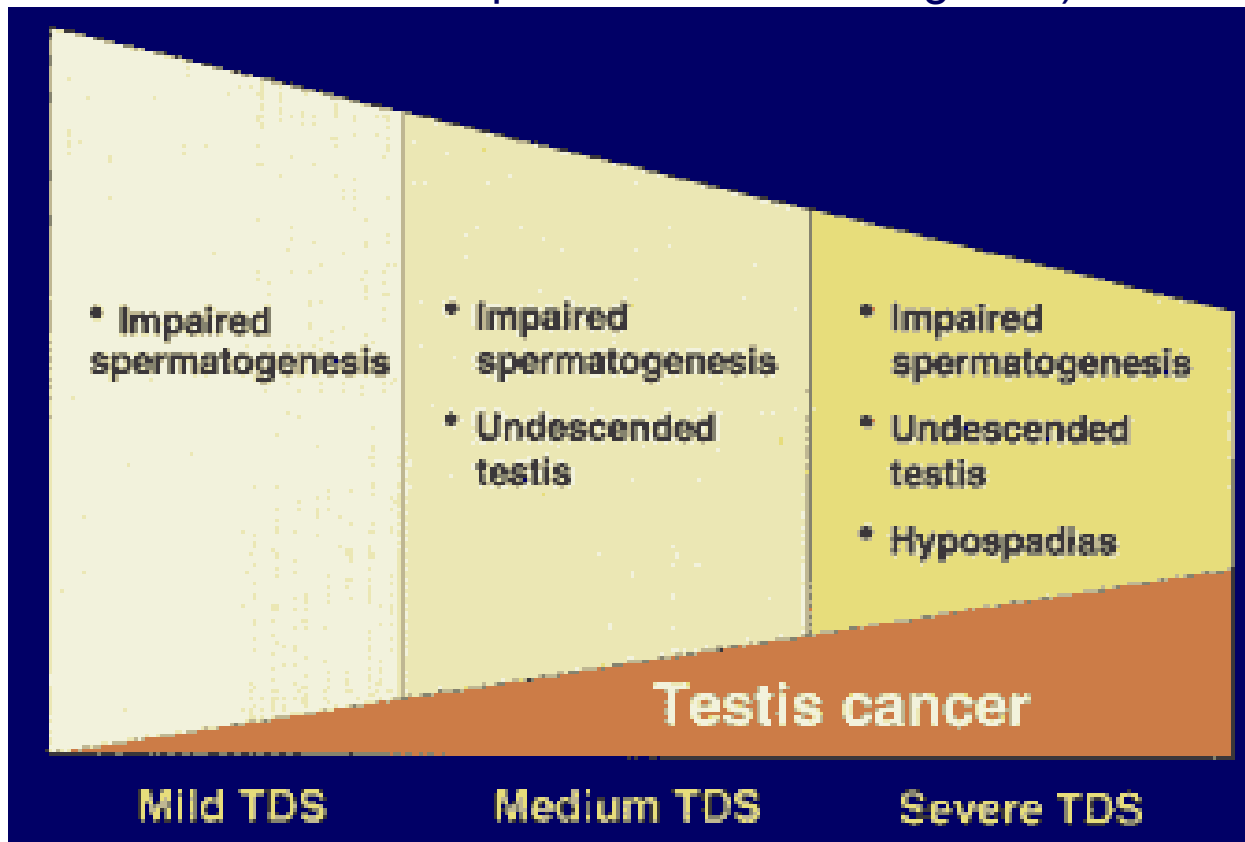 • Impaired
spermatogenesis
• Impaired
spermatogenesis
• Undescended
testis
• Impaired
spermatogenesis
• Undescended
testis
• Hypospadias
Testis cancer
Mild TDS
Medium TDS
Severe TDS